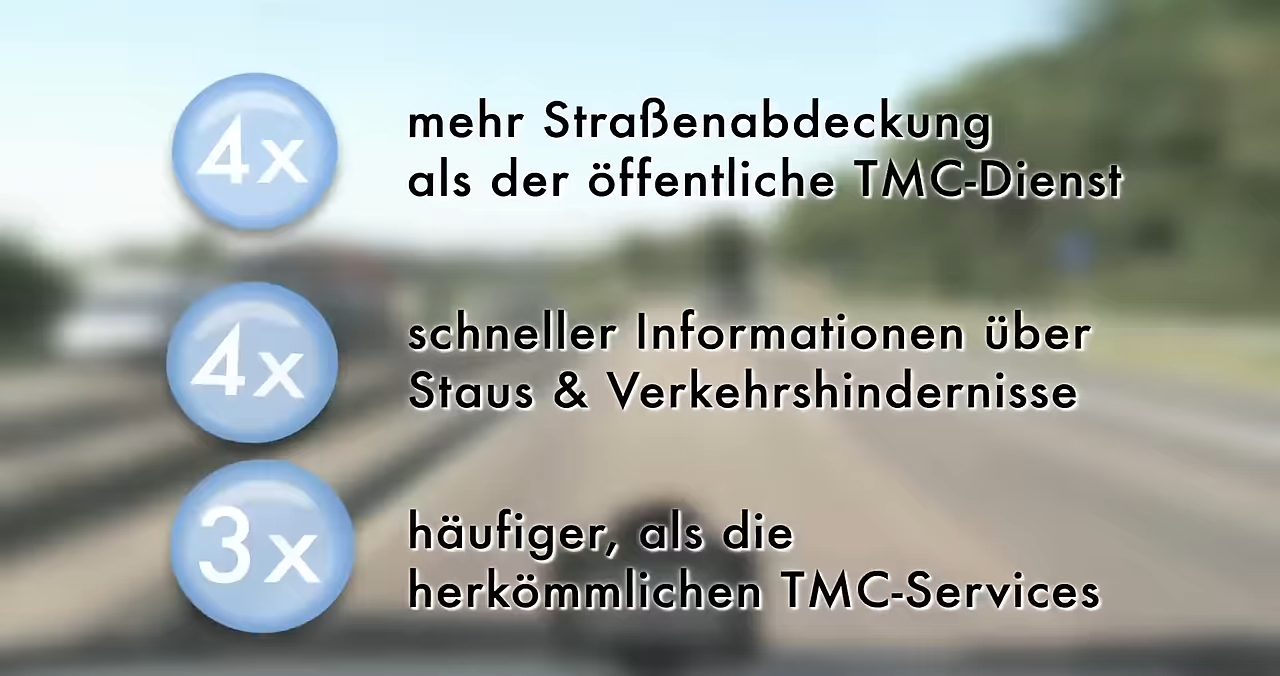 4x
mehr Straßenabdeckung
als der öffentliche TMC-Dienst
4x
schneller Informationen über
Staus & Verkehrshindernisse
3x
häufiger, als die
herkömmlichen TMC-Services